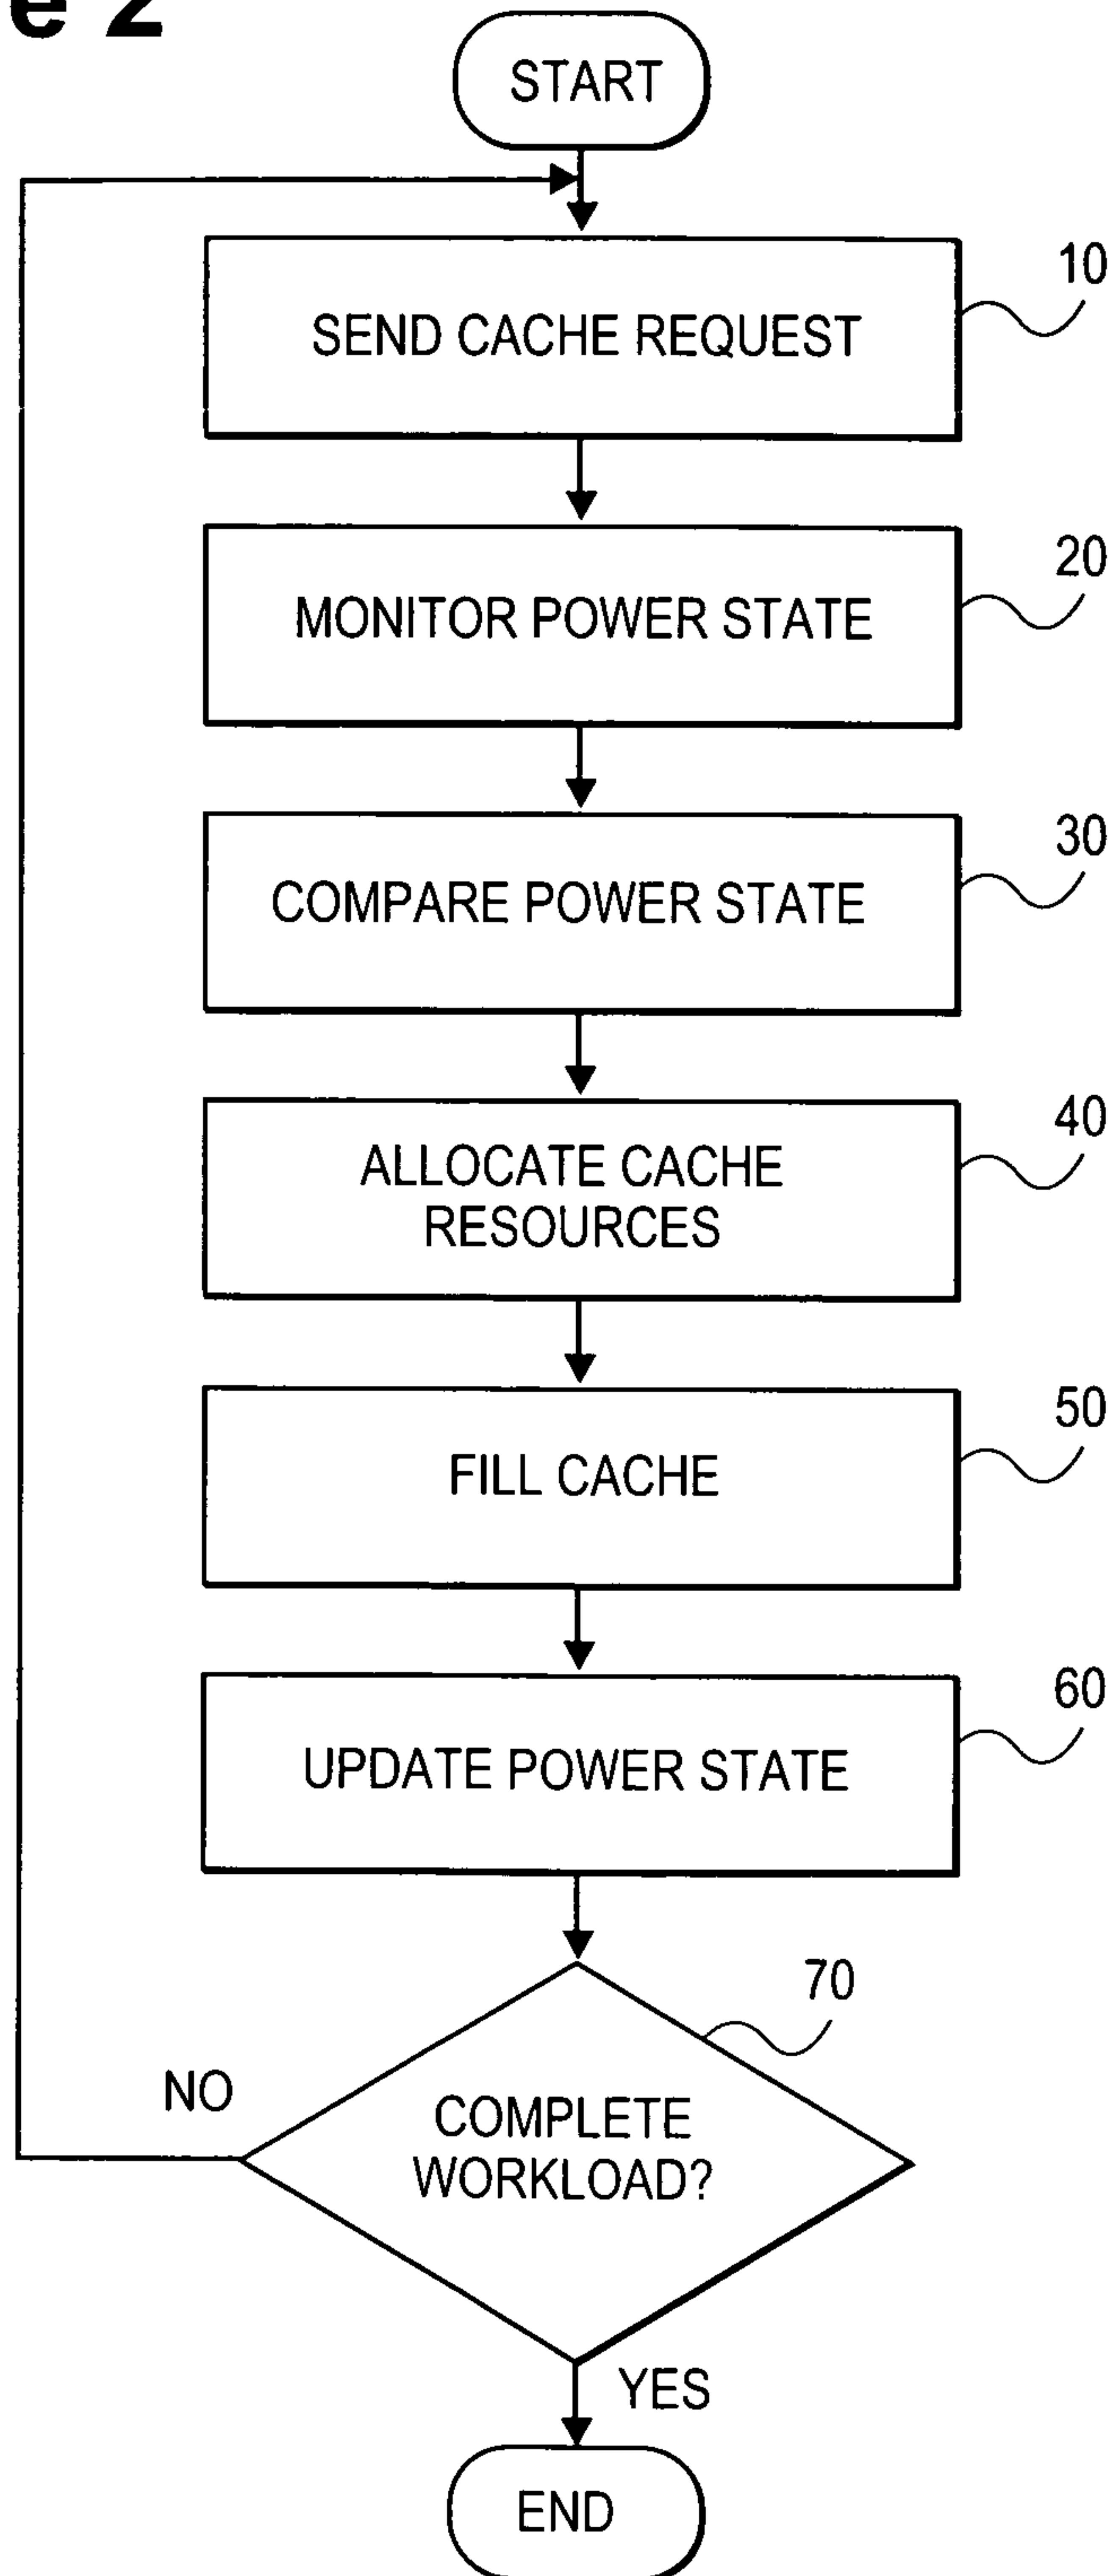 e 2
START
SEND CACHE REQUEST
10
MONITOR POWER STATE
20
COMPARE POWER STATE
30
ALLOCATE CACHE
RESOURCES
40
FILL CACHE
50
UPDATE POWER STATE
60
70
NO
COMPLETE
WORKLOAD?
YES
END